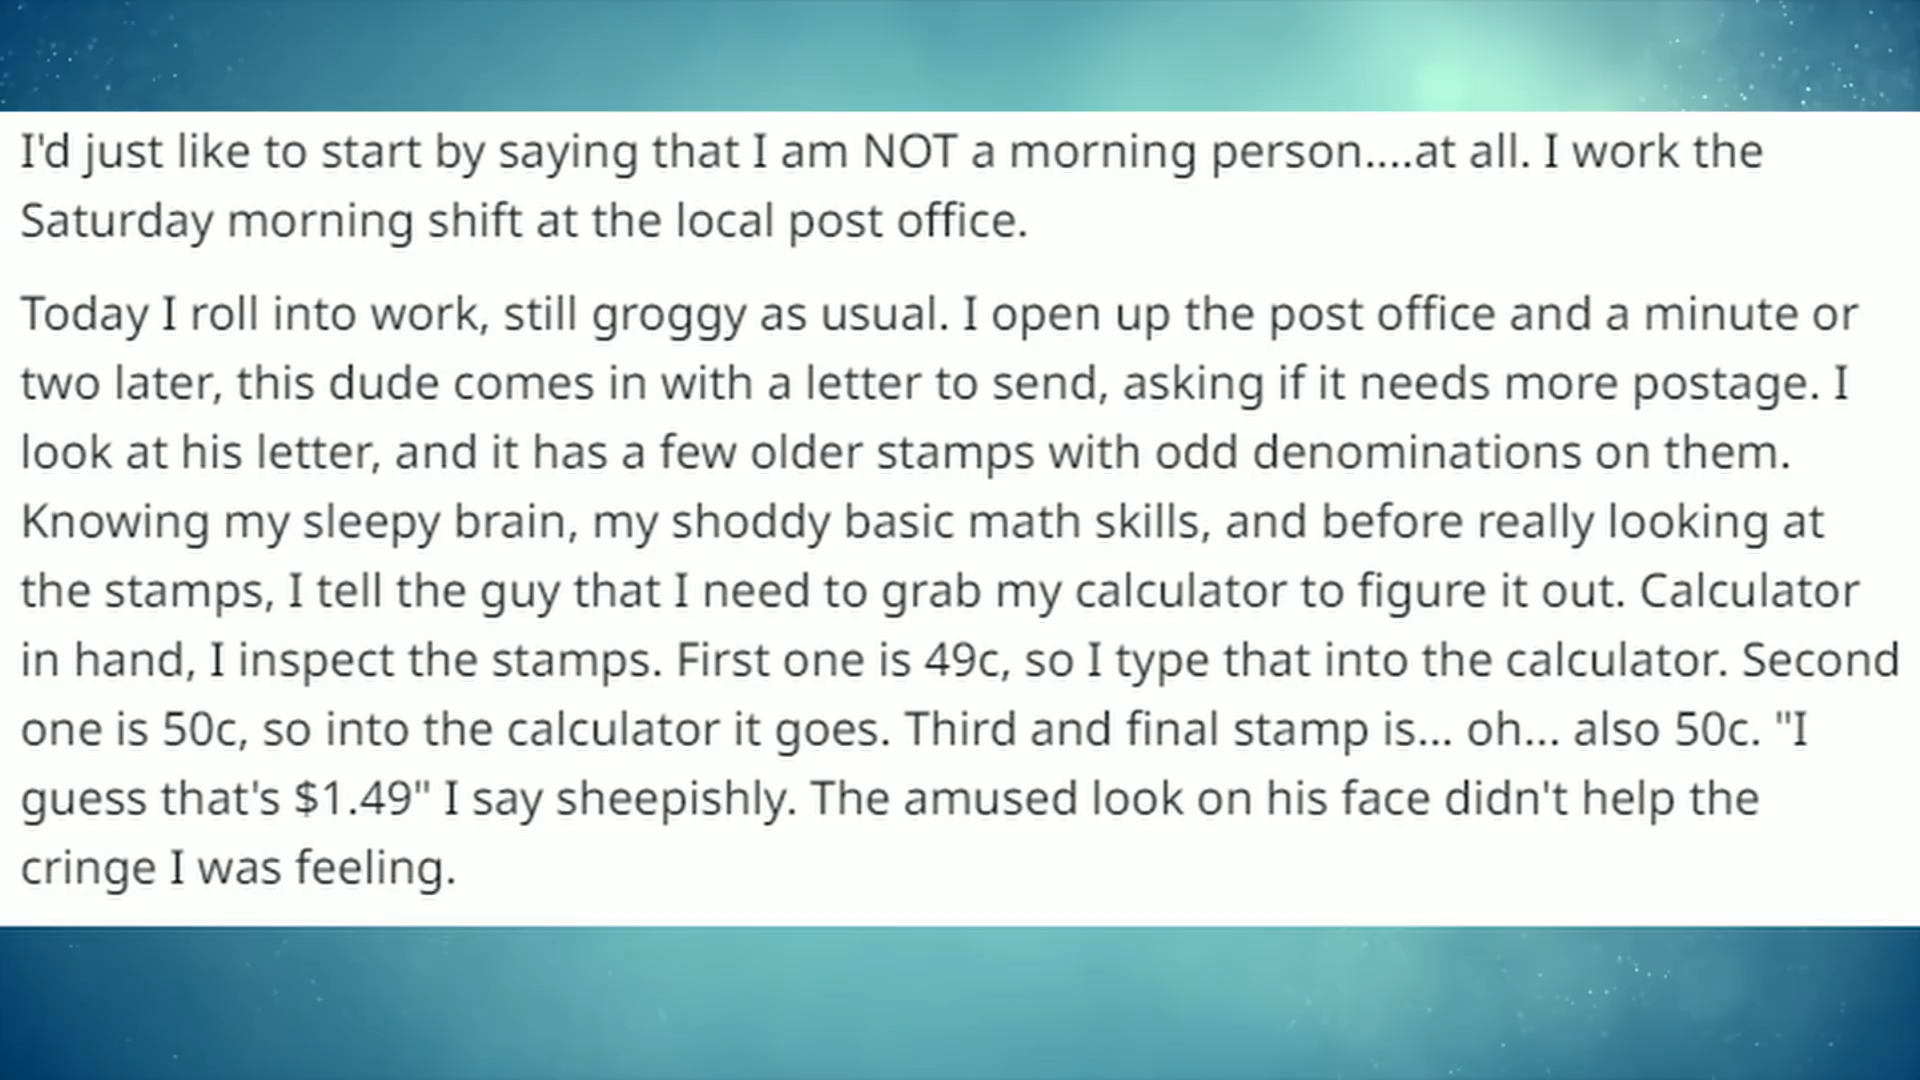 I'd just like to start by saying that I am NOT a morning person....at all. I work the
Saturday morning shift at the local post office.
Today I roll into work, still groggy as usual. I open up the post office and a minute or
two later, this dude comes in with a letter to send, asking if it needs more postage. I
look at his letter, and it has a few older stamps with odd denominations on them.
Knowing my sleepy brain, my shoddy basic math skills, and before really looking at
the stamps, I tell the guy that I need to grab my calculator to figure it out. Calculator
in hand, I inspect the stamps. First one is 49c, so I type that into the calculator. Second
one is 50c, so into the calculator it goes. Third and final stamp is... oh... also 50c. "I
guess that's $1.49" I say sheepishly. The amused look on his face didn't help the
cringe I was feeling.